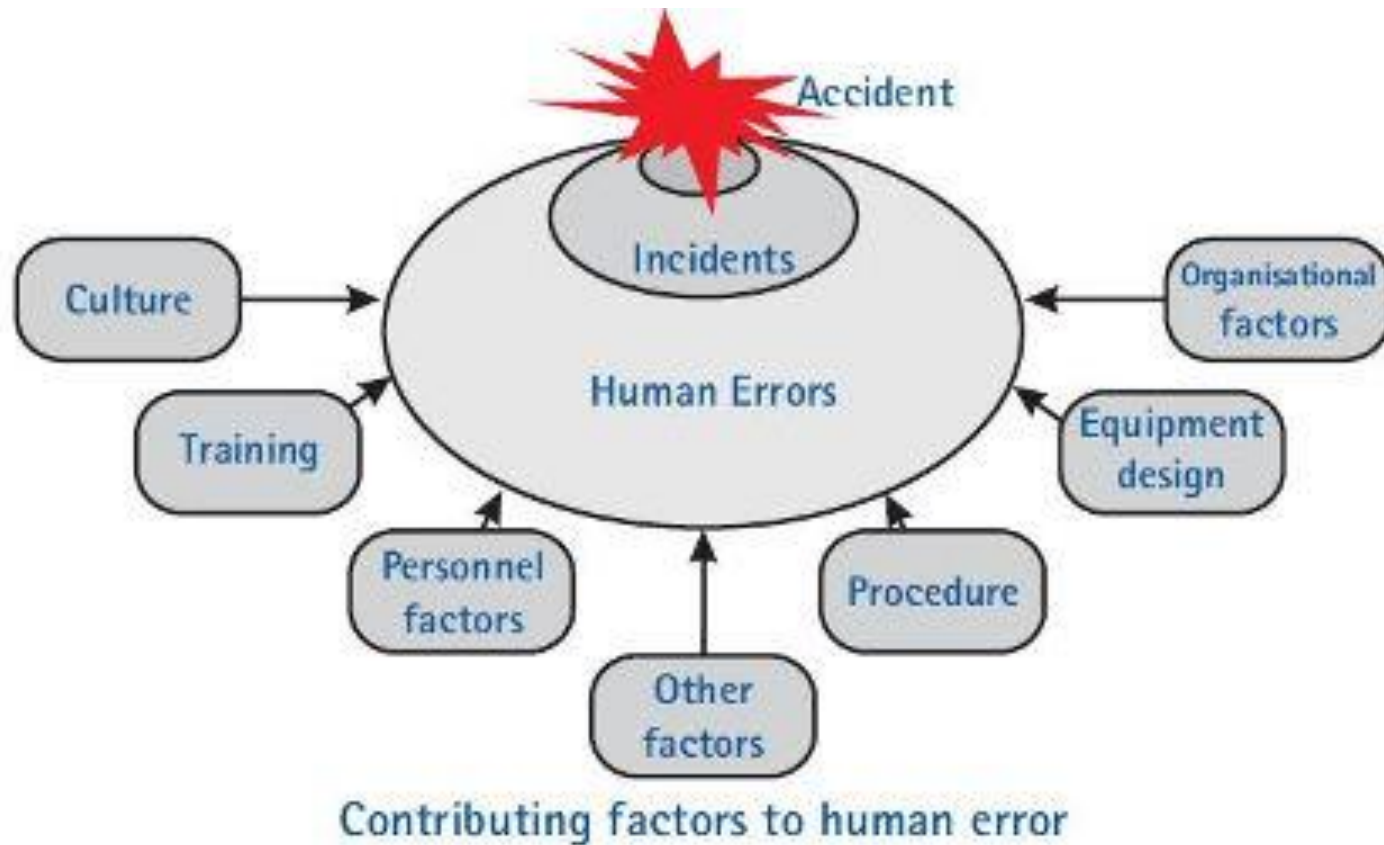 Accident
Incidents
Culture
Organisational
factors
Human Errors
Training
Equipment
design
Personnel
factors
Procedure
Other
factors
Contributing factors to human error